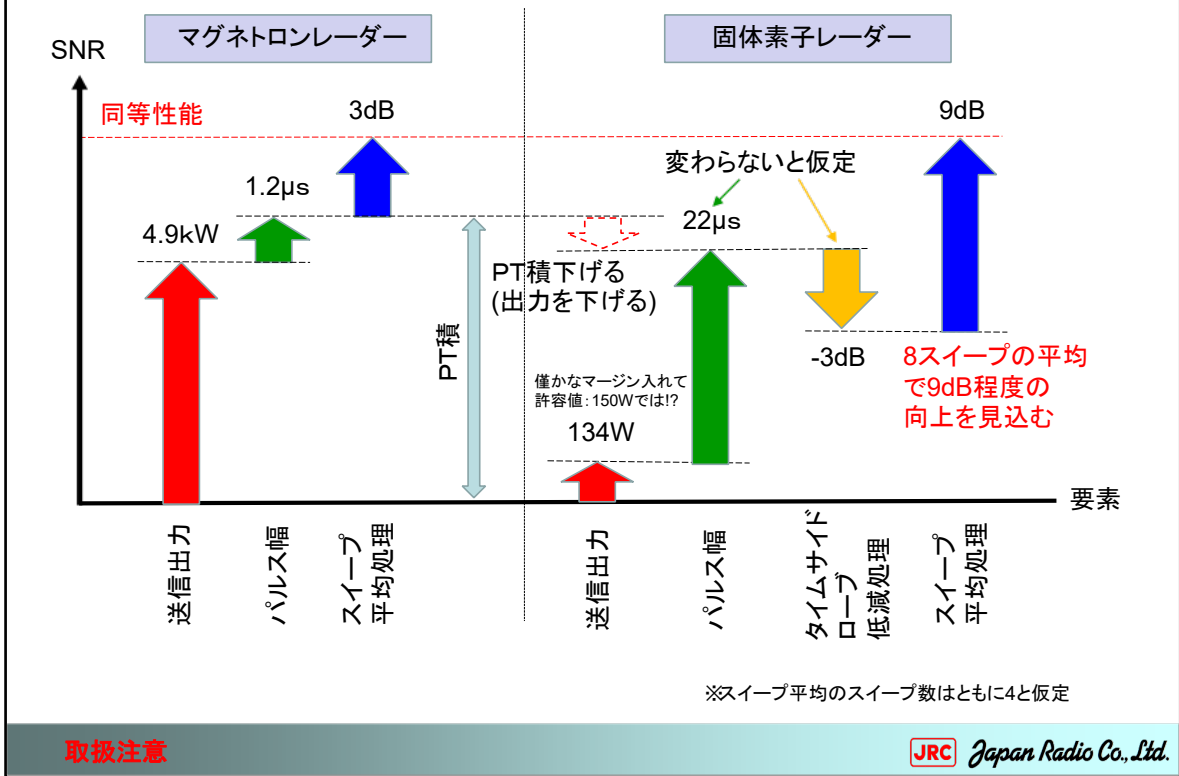 マグネトロンレーダー
固体素子レーダー
SNR
同等性能
3dB
9dB
1.2μs
変わらないと仮定
4.9kW
22μs
PT積下げる
(出力を下げる)
PT積
僅かなマージン入れて
許容値:150Wでは!?
134W
-3dB
8スイープの平均
で9dB程度の
向上を見込む
要素
送信出力
パルス幅
スイープ
平均処理
送信出力
パルス幅
タイムサイド
ローブ
低減処理
スイープ
平均処理
※スイープ平均のスイープ数はともに4と仮定
取扱注意
JRC Japan Radio Co., Ltd.